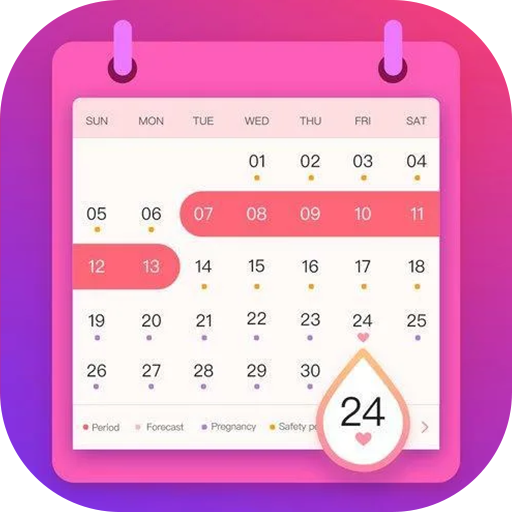 SUN MON TUE WED THU FRI SAT
01 02 03 04
05 06 07 08 09 10 11
12 13 14 15 16 17 18
19 20 21 22 23 24 25
26 27 28 29 30
24
Period Forecast Pregnancy Safety